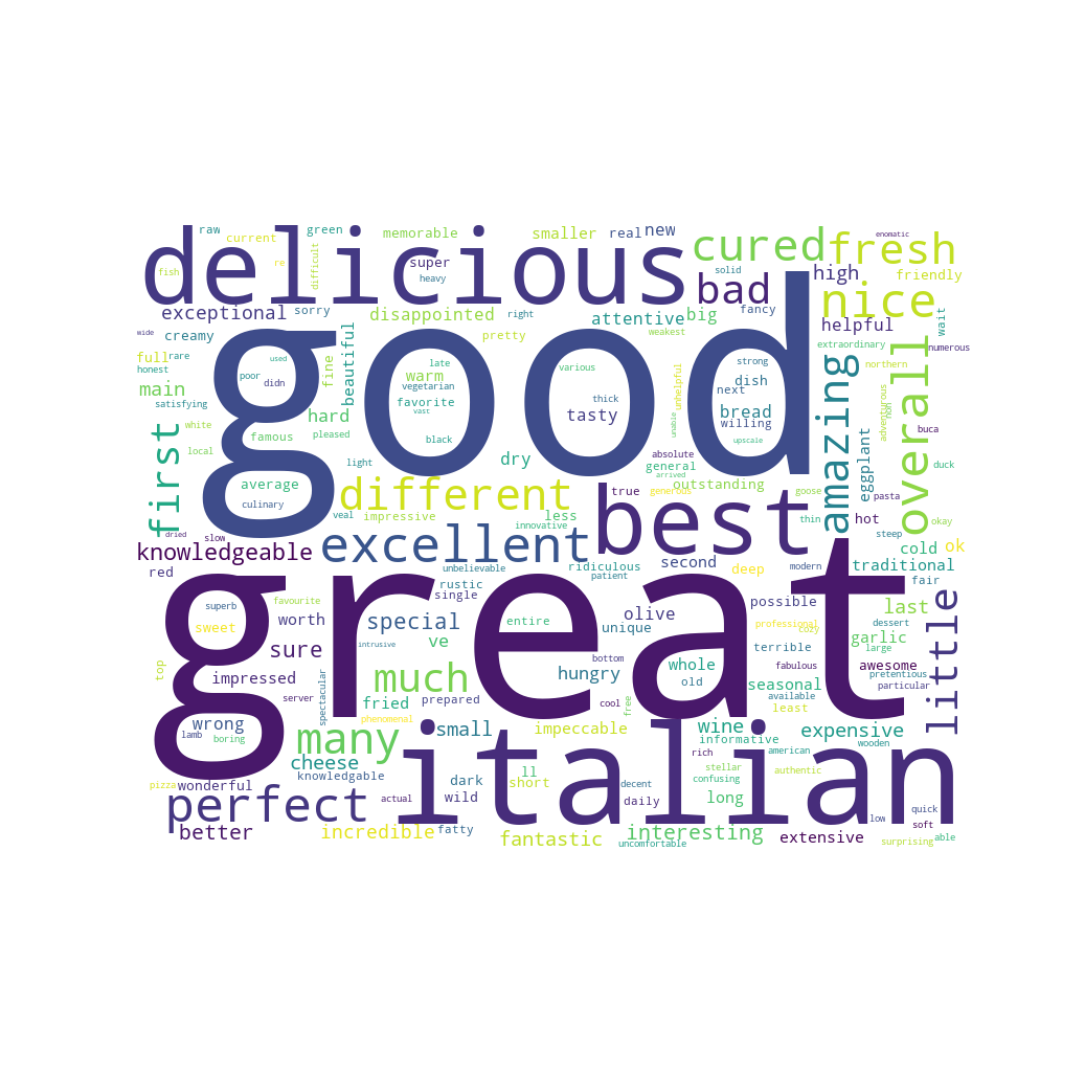 raw
green
memorable
smaller
real
new
cured
fresh
enomatic
current
re
difficult
delicious
super
heavy
solid
bad
high
friendly
fish
exceptional
sorry
disappointed
attentive
big
right
fancy
nice
helpful
wide
creamy
beautiful
pretty
weakest
extraordinary
wait
full
rare
used
fine
late
various
strong
numerous
honest
poor
didn
warm
vegetarian
unhelpful
next
dish
amazing
northern
overall
main
good
favorite
thick
tasty
bread
adventurous
satisfying
vast
willing
non
white
hard
famous
pleased
black
unable
upscale
buca
first
local
light
dry
absolute
general
arrived
eggplant
duck
average
different
outstanding
generous
goose
pasta
culinary
veal
impressive
less
best
true
thin
hot
okay
dried
slow
innovative
excellent
steep
knowledgeable
ridiculous
second
cold
ok
red
unbelievable
patient
deep
modern
traditional
rustic
single
fair
superb
favourite
great
possible
last
little
sweet
worth
special
entire
olive
unique
professional
cozy
dessert
top
sure
ve
intrusive
terrible
garlic
large
impressed
much
hungry
bottom
whole
fabulous
awesome
pretentious
old
seasonal
available
particular
server
spectacular
fried
prepared
cool
free
least
wrong
phenomenal
small
impeccable
wine
expensive
lamb
boring
many
italian
informative
wooden
cheese
rich
american
pizza
wonderful
knowledgable
dark
ll
short
decent
stellar
confusing
authentic
perfect
actual
wild
daily
long
quick
better
incredible
fatty
fantastic
interesting
uncomfortable
extensive
low
soft
surprising
able